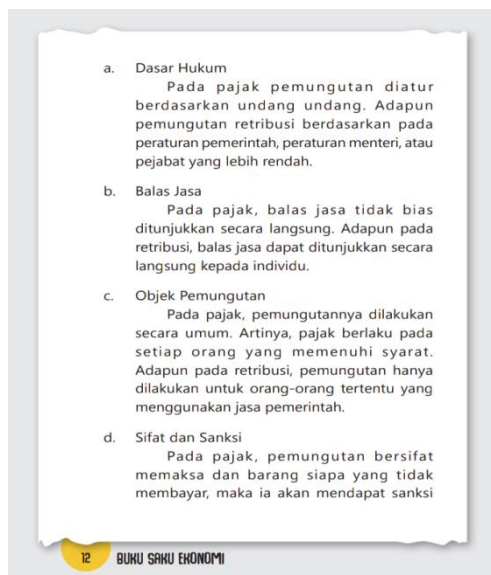 a. Dasar Hukum
Pada pajak pemungutan diatur
berdasarkan undang undang. Adapun
pemungutan retribusi berdasarkan pada
peraturan pemerintah, peraturan menteri, atau
pejabat yang lebih rendah.
b. Balas Jasa
Pada pajak, balas jasa tidak bias
ditunjukkan secara langsung. Adapun pada
retribusi, balas jasa dapat ditunjukkan secara
langsung kepada individu.
c. Objek Pemungutan
Pada pajak, pemungutannya dilakukan
secara umum. Artinya, pajak berlaku pada
setiap orang yang memenuhi syarat.
Adapun pada retribusi, pemungutan hanya
dilakukan untuk orang-orang tertentu yang
menggunakan jasa pemerintah.
d. Sifat dan Sanksi
Pada pajak, pemungutan bersifat
memaksa dan barang siapa yang tidak
membayar, maka ia akan mendapat sanksi
12 BUKU SAKU EKONOMI